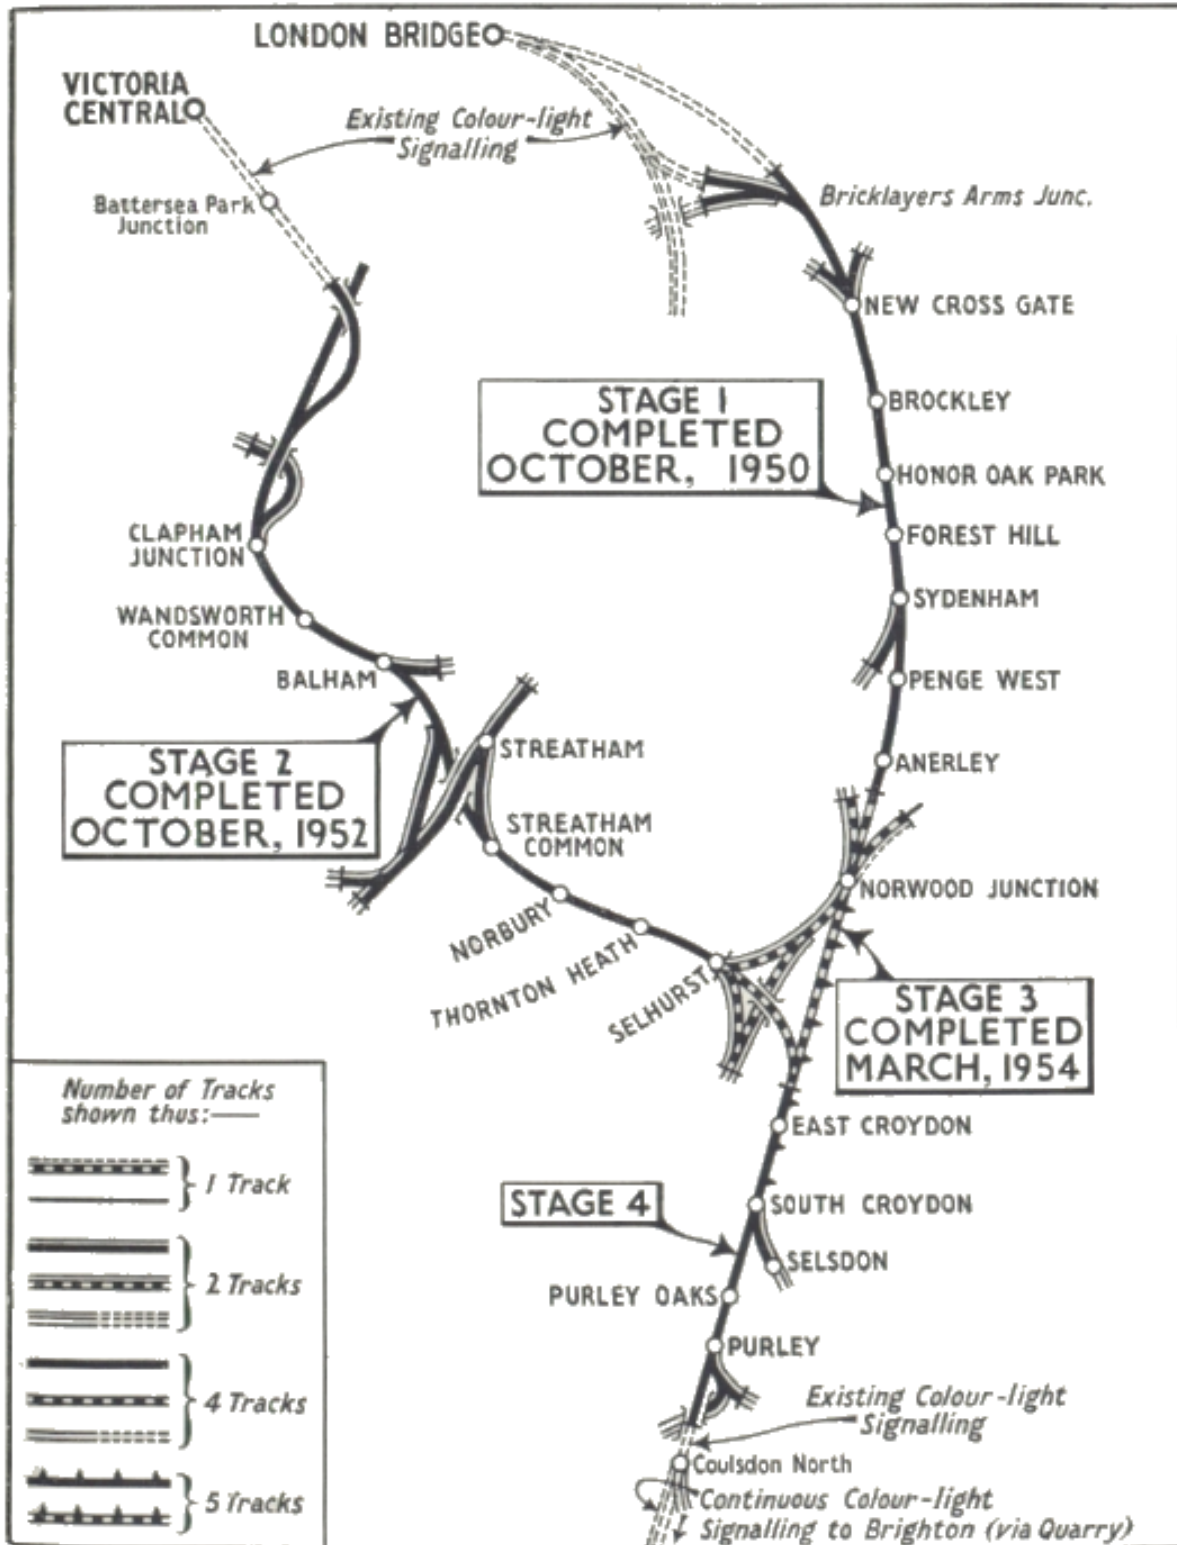 LONDON BRIDGE
VICTORIA
CENTRAL
Existing Colour-light
Signalling
Battersea Park
Junction
Bricklayers Arms Junc.
NEW CROSS GATE
STAGE 1
COMPLETED
OCTOBER, 1950
BROCKLEY
HONOR OAK PARK
FOREST HILL
CLAPHAM
JUNCTION
SYDENHAM
WANDSWORTH
COMMON
BALHAM
PENGE WEST
STAGE 2
COMPLETED
OCTOBER, 1952
STREATHAM
ANERLEY
STREATHAM
COMMON
NORWOOD JUNCTION
NORBURY
THORNTON HEATH
SELHURST
STAGE 3
COMPLETED
MARCH, 1954
EAST CROYDON
STAGE 4
SOUTH CROYDON
SELSDON
PURLEY OAKS
PURLEY
Existing Colour-light
Signalling
Coulsdon North
Continuous Colour-light
Signalling to Brighton (via Quarry)
Number of Tracks
shown thus:—
1 Track
2 Tracks
4 Tracks
5 Tracks